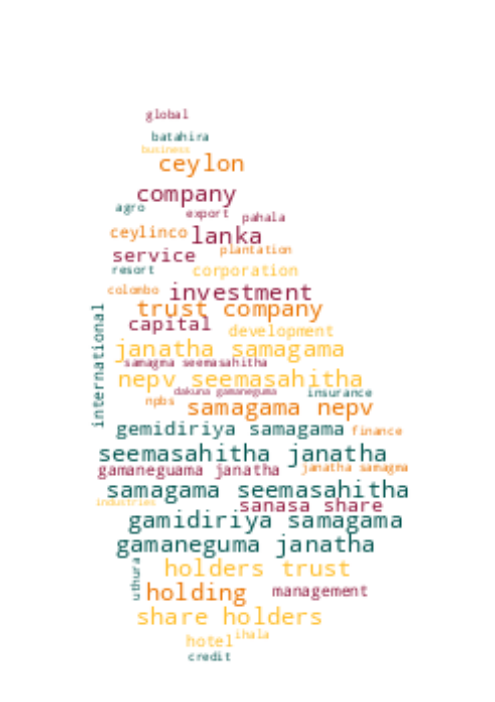 global
batahira
business
ceylon
company
agro
export pahala
ceylinco lanka
plantation
service
resort corporation
colombo investment
trust company
capital development
international
janatha samagama
samagma seemasahitha
nepv seemasahitha
dakuna gamaneguma
insurance
npbs samagama nepv
gemidiriya samagama finance
seemasahitha janatha
gamaneguama janatha janatha samagma
samagama seemasahitha
industries sanasa share
gamidiriya samagama
gamaneguma janatha
uthura
holders trust
holding management
share holders
hotel ihala
credit